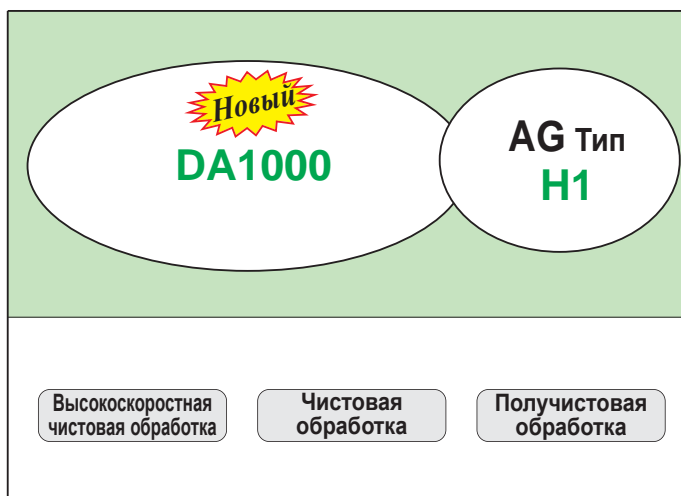 Новый
DA1000
AG Тип
H1
Высокоскоростная
чистовая обработка
Чистовая
обработка
Получистовая
обработка